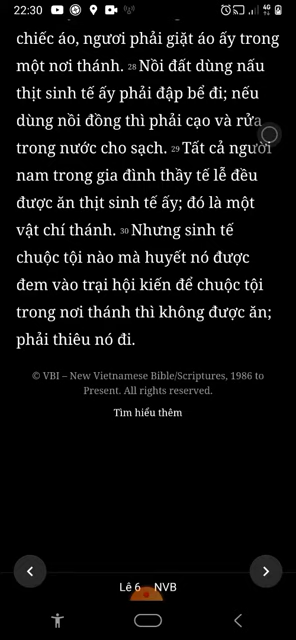 22:30
4G
chiếc áo, ngươi phải giặt áo ấy trong
một nơi thánh. 28 Nồi đất dùng nấu
thịt sinh tế ấy phải đập bể đi; nếu
dùng nồi đồng thì phải cạo và rửa
trong nước cho sạch. 29 Tất cả người
nam trong gia đình thầy tế lễ đều
được ăn thịt sinh tế ấy; đó là một
vật chí thánh. 30 Nhưng sinh tế
chuộc tội nào mà huyết nó được
đem vào trại hội kiến để chuộc tội
trong nơi thánh thì không được ăn;
phải thiêu nó đi.
© VBI – New Vietnamese Bible/Scriptures, 1986 to
Present. All rights reserved.
Tìm hiểu thêm
Lê 6 NVB